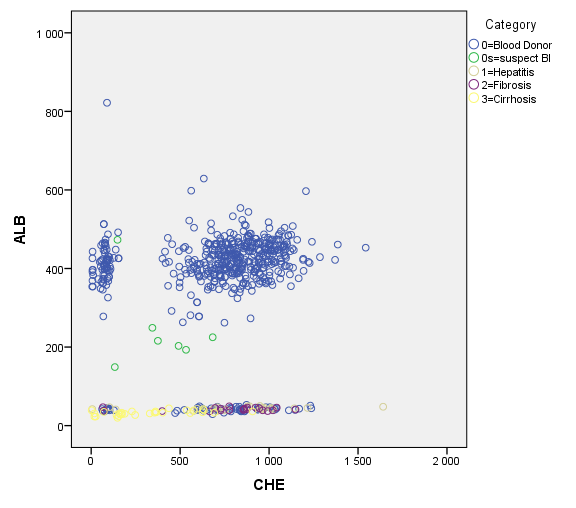 Category
0=Blood Donor
0s=suspect Bl
1=Hepatitis
2=Fibrosis
3=Cirrhosis
1 000
800
600
400
200
0
ALB
0
500
1 000
1 500
2 000
CHE